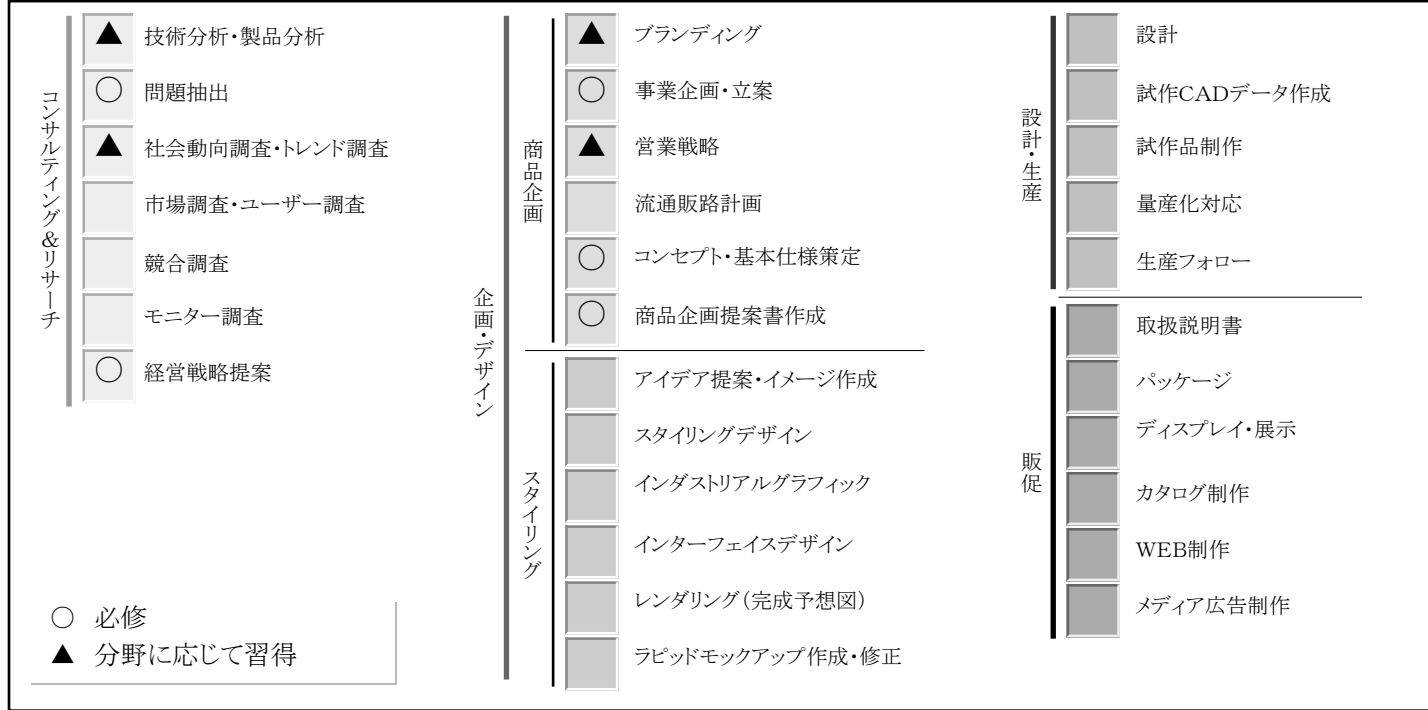 コンサルティング&リサーチ
▲ 技術分析・製品分析
○ 問題抽出
▲ 社会動向調査・トレンド調査
市場調査・ユーザー調査
競合調査
モニター調査
○ 経営戦略提案
企画・デザイン
商品企画
▲ ブランディング
○ 事業企画・立案
▲ 営業戦略
流通販路計画
○ コンセプト・基本仕様策定
○ 商品企画提案書作成
スタイリング
アイデア提案・イメージ作成
スタイリングデザイン
インダストリアルグラフィック
インターフェイスデザイン
レンダリング(完成予想図)
ラピッドモックアップ作成・修正
設計・生産
設計
試作CADデータ作成
試作品制作
量産化対応
生産フォロー
販促
取扱説明書
パッケージ
ディスプレイ・展示
カタログ制作
WEB制作
メディア広告制作
○ 必修
▲ 分野に応じて習得